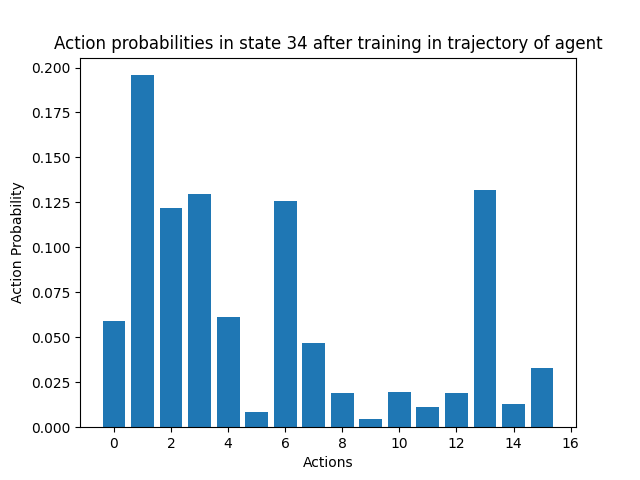 Action probabilities in state 34 after training in trajectory of agent
0.200
0.175
0.150
0.125
0.100
0.075
0.050
0.025
0.000
Action Probability
0 2 4 6 8 10 12 14 16
Actions